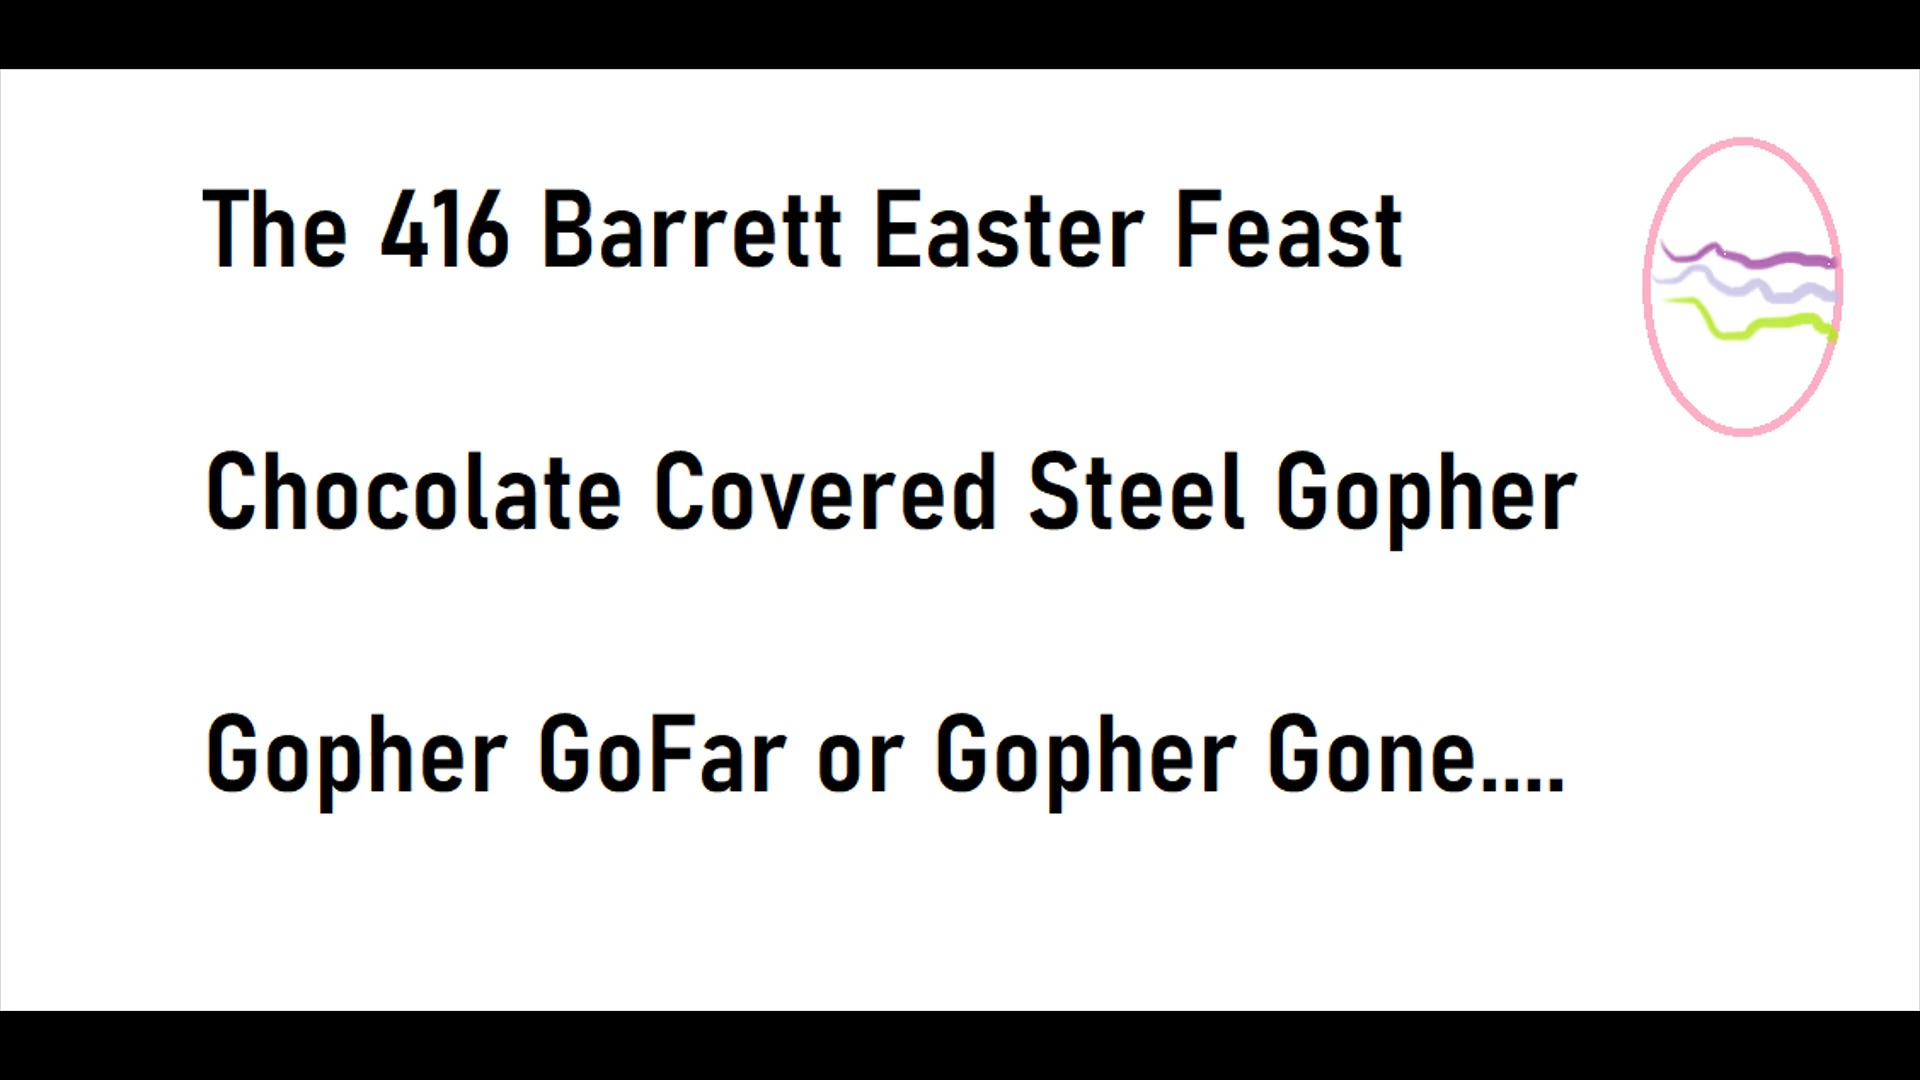 The 416 Barrett Easter Feast
Chocolate Covered Steel Gopher
Gopher GoFar or Gopher Gone....